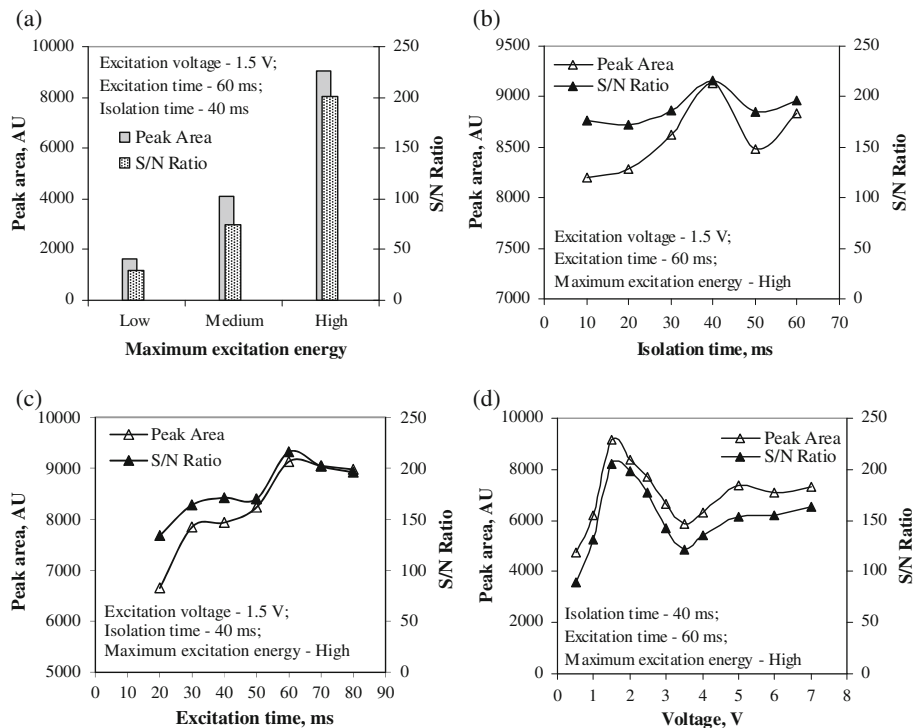 (a)
10000
8000
6000
4000
2000
0
Peak area, AU
250
200
150
100
50
0
S/N Ratio
Excitation voltage - 1.5 V;
Excitation time - 60 ms;
Isolation time - 40 ms
Peak Area
S/N Ratio
Low Medium High
Maximum excitation energy
(b)
9500
9000
8500
8000
7500
7000
Peak area, AU
250
200
150
100
50
0
S/N Ratio
Peak Area
S/N Ratio
Excitation voltage - 1.5 V;
Excitation time - 60 ms;
Maximum excitation energy - High
0 10 20 30 40 50 60 70
Isolation time, ms
(c)
10000
9000
8000
7000
6000
5000
Peak area, AU
250
200
150
100
50
0
S/N Ratio
Peak Area
S/N Ratio
Excitation voltage - 1.5 V;
Isolation time - 40 ms;
Maximum excitation energy - High
0 10 20 30 40 50 60 70 80 90
Excitation time, ms
(d)
10000
8000
6000
4000
2000
0
Peak area, AU
250
200
150
100
50
0
S/N Ratio
Peak Area
S/N Ratio
Isolation time - 40 ms;
Excitation time - 60 ms;
Maximum excitation energy - High
0 1 2 3 4 5 6 7 8
Voltage, V